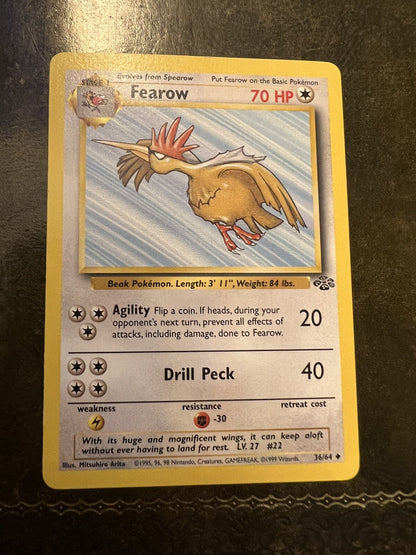 Evolves from Spearow Put Fearow on the Basic Pokémon
STAGE 1
Fearow 70 HP
Beak Pokémon. Length: 3' 11", Weight: 84 lbs.
Agility Flip a coin. If heads, during your
opponent's next turn, prevent all effects of
attacks, including damage, done to Fearow.
20
Drill Peck 40
weakness resistance retreat cost
-30
With its huge and magnificent wings, it can keep aloft
without ever having to land for rest. LV. 27 #22
Illus. Mitsuhiro Arita ©1995, 96, 98 Nintendo, Creatures, GAMEFREAK. ©1999 Wizards. 36/64